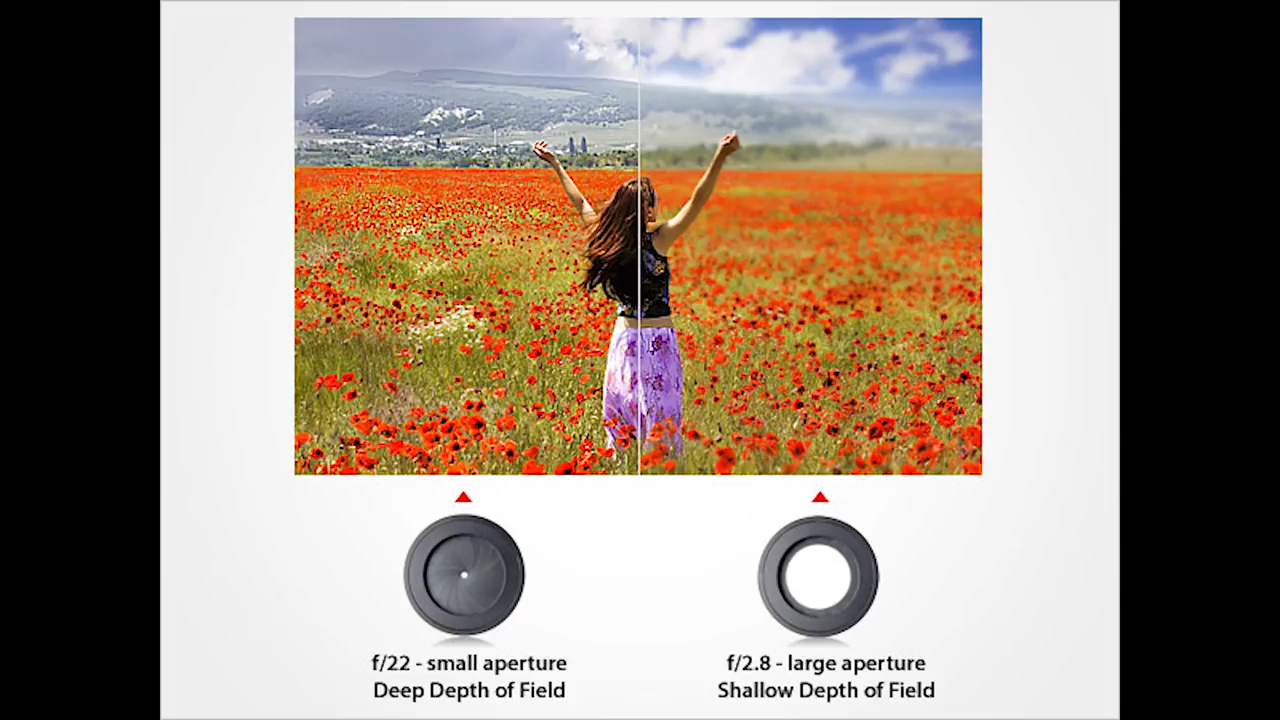 f/22 - small aperture
Deep Depth of Field
f/2.8 - large aperture
Shallow Depth of Field